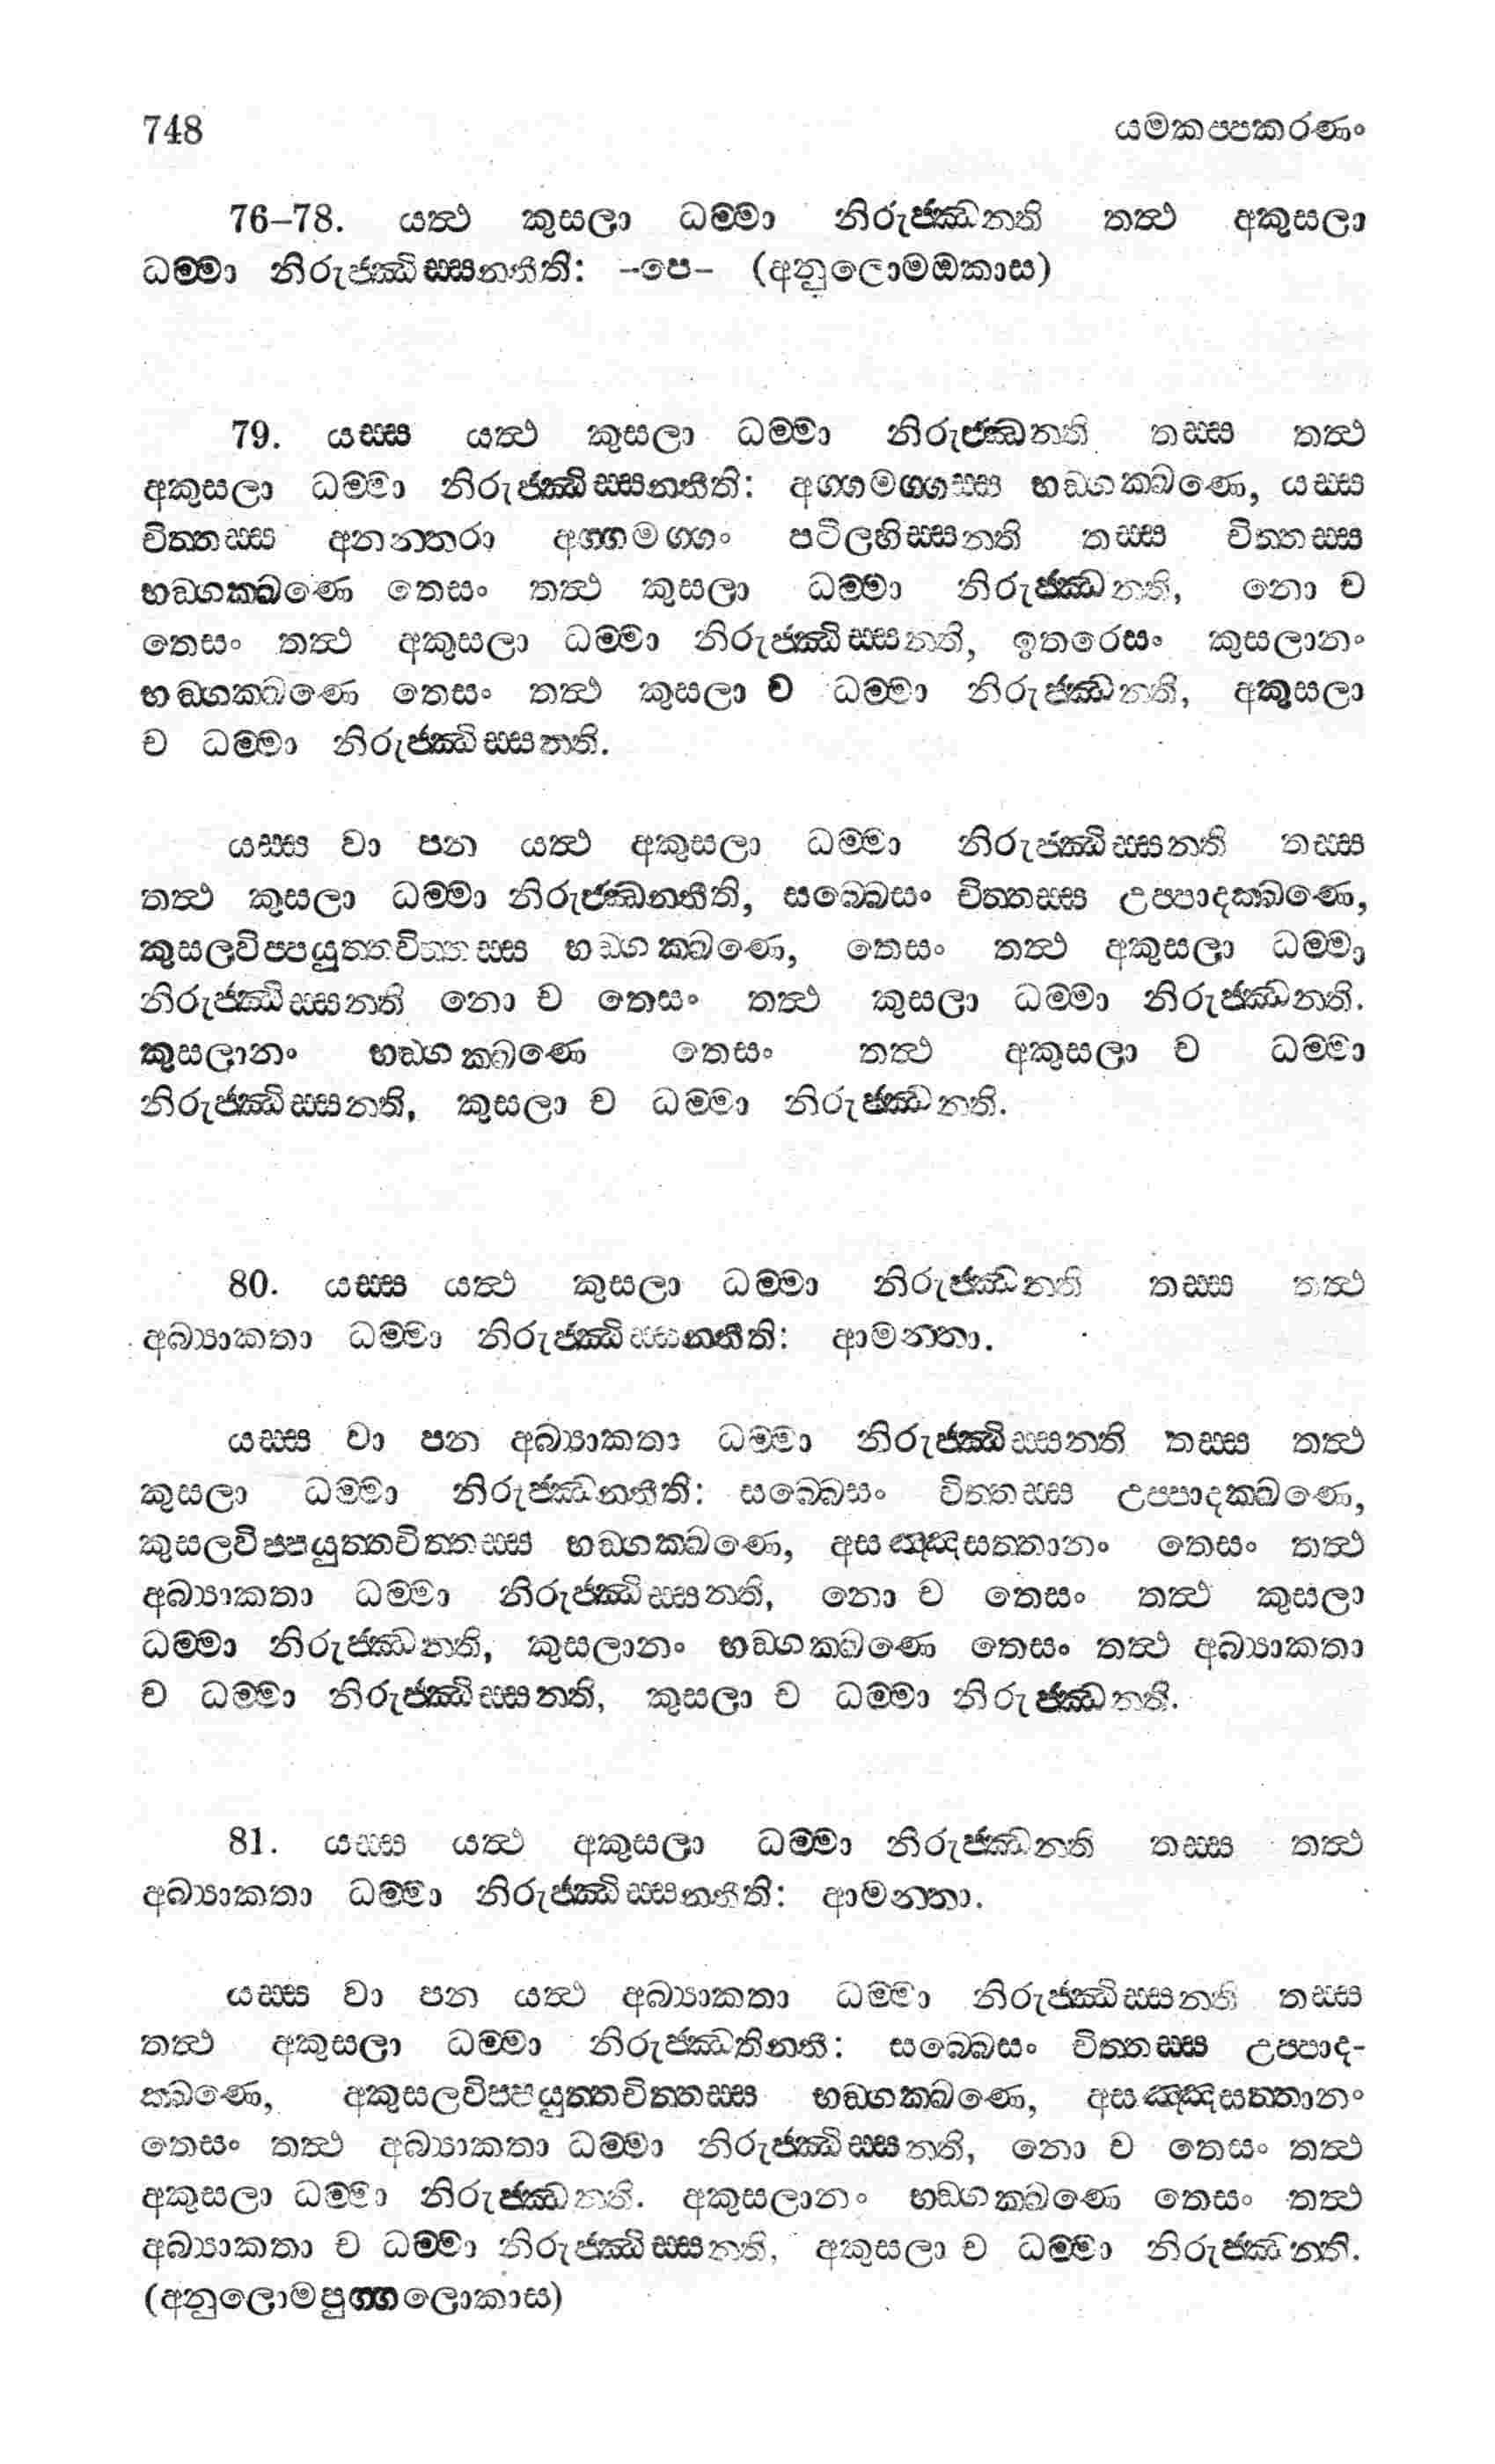 748 යමකප්පකරණං
76–78. යත්ථ කුසලා ධම්මා නිරුජ්ඣන්ති තත්ථ අකුසලා
ධම්මා නිරුජ්ඣිස්සන්තීති: -පෙ- (අනුලොමඔකාස)
79. යස්ස යත්ථ කුසලා ධම්මා නිරුජ්ඣන්ති තස්ස තත්ථ
අකුසලා ධම්මා නිරුජ්ඣිස්සන්තීති: අග්ගමග්ගස්ස භඞ්ගක්ඛණෙ, යස්ස
චිත්තස්ස අනන්තරා අග්ගමග්ගං පටිලභිස්සන්ති තස්ස චිත්තස්ස
භඞ්ගක්ඛණෙ තෙසං තත්ථ කුසලා ධම්මා නිරුජ්ඣන්ති, නො ච
තෙසං තත්ථ අකුසලා ධම්මා නිරුජ්ඣිස්සන්ති, ඉතරෙසං කුසලානං
භඞ්ගක්ඛණෙ තෙසං තත්ථ කුසලා ච ධම්මා නිරුජ්ඣන්ති, අකුසලා
ච ධම්මා නිරුජ්ඣිස්සන්ති.
යස්ස වා පන යත්ථ අකුසලා ධම්මා නිරුජ්ඣිස්සන්ති තස්ස
තත්ථ කුසලා ධම්මා නිරුජ්ඣන්තීති, සබ්බෙසං චිත්තස්ස උප්පාදක්ඛණෙ,
කුසලවිප්පයුත්තචිත්තස්ස භඞ්ගක්ඛණෙ, තෙසං තත්ථ අකුසලා ධම්මා
නිරුජ්ඣිස්සන්ති නො ච තෙසං තත්ථ කුසලා ධම්මා නිරුජ්ඣන්ති.
කුසලානං භඞ්ගක්ඛණෙ තෙසං තත්ථ අකුසලා ච ධම්මා
නිරුජ්ඣිස්සන්ති, කුසලා ච ධම්මා නිරුජ්ඣන්ති.
80. යස්ස යත්ථ කුසලා ධම්මා නිරුජ්ඣන්ති තස්ස තත්ථ
අබ්‍යාකතා ධම්මා නිරුජ්ඣිස්සන්තීති: ආමන්තා.
යස්ස වා පන අබ්‍යාකතා ධම්මා නිරුජ්ඣිස්සන්ති තස්ස තත්ථ
කුසලා ධම්මා නිරුජ්ඣන්තීති: සබ්බෙසං චිත්තස්ස උප්පාදක්ඛණෙ,
කුසලවිප්පයුත්තචිත්තස්ස භඞ්ගක්ඛණෙ, අසඤ්ඤසත්තානං තෙසං තත්ථ
අබ්‍යාකතා ධම්මා නිරුජ්ඣිස්සන්ති, නො ච තෙසං තත්ථ කුසලා
ධම්මා නිරුජ්ඣන්ති, කුසලානං භඞ්ගක්ඛණෙ තෙසං තත්ථ අබ්‍යාකතා
ච ධම්මා නිරුජ්ඣිස්සන්ති, කුසලා ච ධම්මා නිරුජ්ඣන්ති.
81. යස්ස යත්ථ අකුසලා ධම්මා නිරුජ්ඣන්ති තස්ස තත්ථ
අබ්‍යාකතා ධම්මා නිරුජ්ඣිස්සන්තීති: ආමන්තා.
යස්ස වා පන යත්ථ අබ්‍යාකතා ධම්මා නිරුජ්ඣිස්සන්ති තස්ස
තත්ථ අකුසලා ධම්මා නිරුජ්ඣතින්තී: සබ්බෙසං චිත්තස්ස උප්පාද-
ක්ඛණෙ, අකුසලවිප්පයුත්තචිත්තස්ස භඞ්ගක්ඛණෙ, අසඤ්ඤසත්තානං
තෙසං තත්ථ අබ්‍යාකතා ධම්මා නිරුජ්ඣිස්සන්ති, නො ච තෙසං තත්ථ
අකුසලා ධම්මා නිරුජ්ඣන්ති. අකුසලානං භඞ්ගක්ඛණෙ තෙසං තත්ථ
අබ්‍යාකතා ච ධම්මා නිරුජ්ඣිස්සන්ති, අකුසලා ච ධම්මා නිරුජ්ඣන්ති.
(අනුලොමපුග්ගලොකාස)